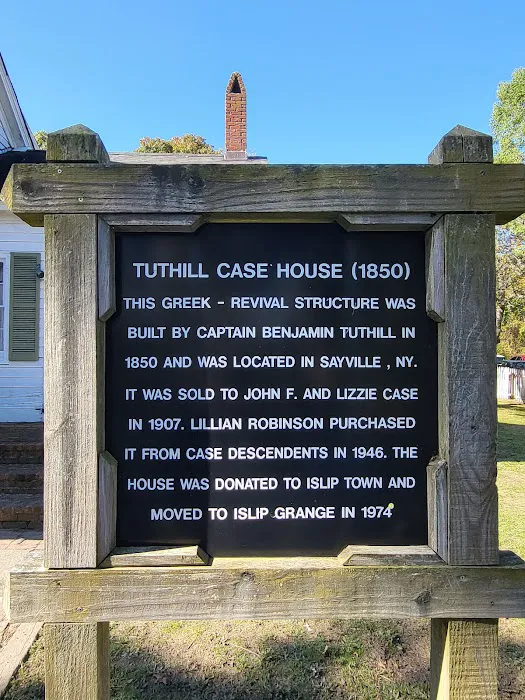 TUTHILL CASE HOUSE (1850)
THIS GREEK - REVIVAL STRUCTURE WAS
BUILT BY CAPTAIN BENJAMIN TUTHILL IN
1850 AND WAS LOCATED IN SAYVILLE , NY.
IT WAS SOLD TO JOHN F. AND LIZZIE CASE
IN 1907. LILLIAN ROBINSON PURCHASED
IT FROM CASE DESCENDENTS IN 1946. THE
HOUSE WAS DONATED TO ISLIP TOWN AND
MOVED TO ISLIP GRANGE IN 1974